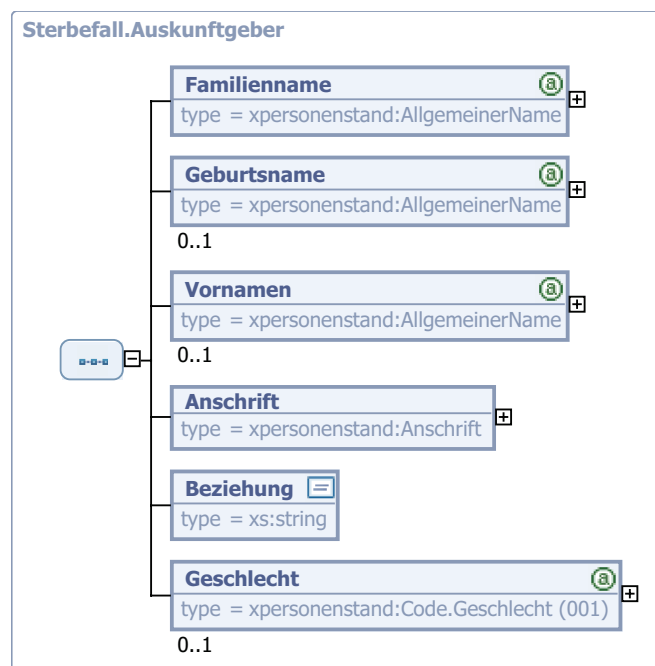 Sterbefall.Auskunftgeber
Familienname
type = xpersonenstand:AllgemeinerName
Geburtsname
type = xpersonenstand:AllgemeinerName
0..1
Vornamen
type = xpersonenstand:AllgemeinerName
0..1
Anschrift
type = xpersonenstand:Anschrift
Beziehung
type = xs:string
Geschlecht
type = xpersonenstand:Code.Geschlecht (001)
0..1